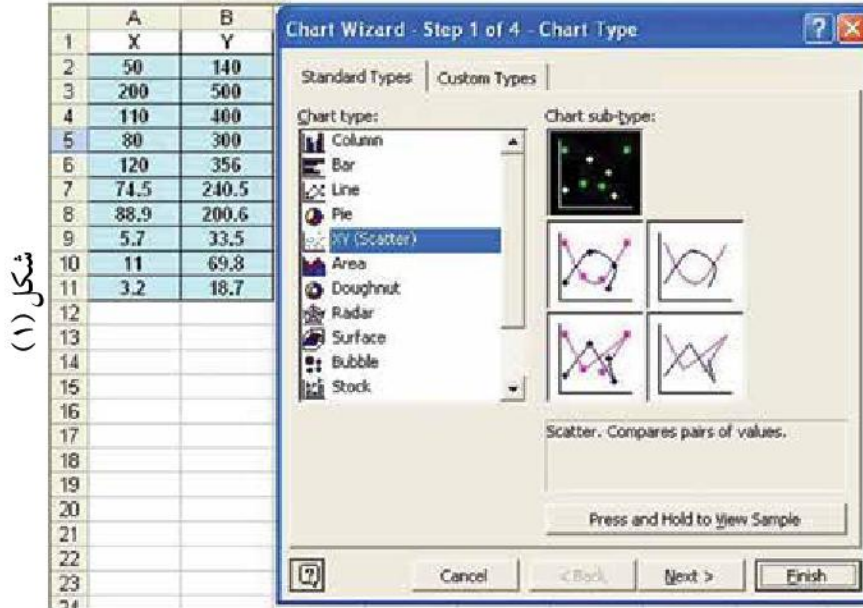 A B
1 X Y
2 50 140
3 200 500
4 110 400
5 80 300
6 120 356
7 74.5 240.5
8 88.9 200.6
9 5.7 33.5
10 11 69.8
11 3.2 18.7
12
13
14
15
16
17
18
19
20
21
22
23
24
Chart Wizard - Step 1 of 4 - Chart Type
Standard Types Custom Types
Chart type:
Column
Bar
Line
Pie
XY (Scatter)
Area
Doughnut
Radar
Surface
Bubble
Stock
Chart sub-type:
Scatter. Compares pairs of values.
Press and Hold to View Sample
Cancel < Back Next > Finish
شكل (١)